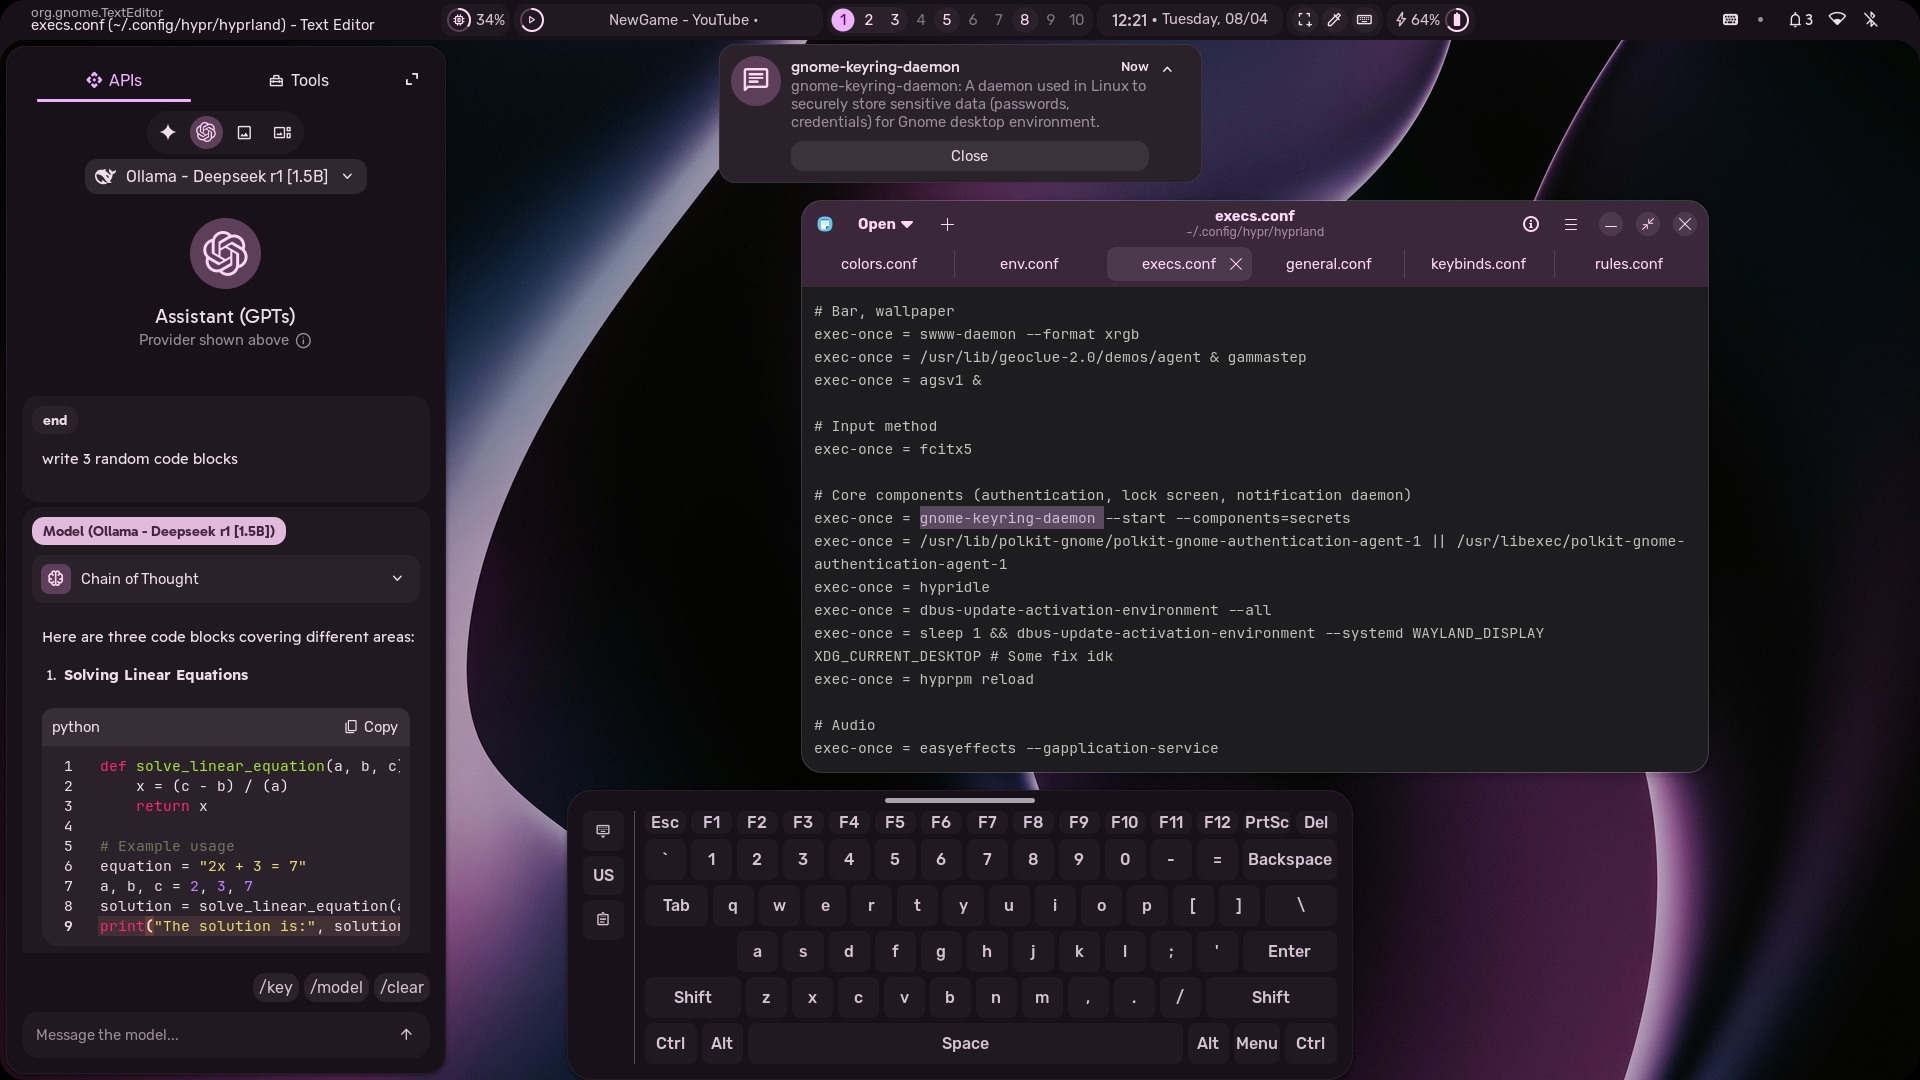 org.gnome.TextEditor
execs.conf (~/.config/hypr/hyprland) - Text Editor
34%
NewGame - YouTube •
1 2 3 4 5 6 7 8 9 10
12:21 • Tuesday, 08/04
64%
3
APIs
Tools
Ollama - Deepseek r1 [1.5B]
Assistant (GPTs)
Provider shown above
end
write 3 random code blocks
Model (Ollama - Deepseek r1 [1.5B])
Chain of Thought
Here are three code blocks covering different areas:
1. Solving Linear Equations
python
Copy
1 def solve_linear_equation(a, b, c)
2 x = (c - b) / (a)
3 return x
4
5 # Example usage
6 equation = "2x + 3 = 7"
7 a, b, c = 2, 3, 7
8 solution = solve_linear_equation(a
9 print("The solution is:", solution
/key /model /clear
Message the model...
gnome-keyring-daemon
Now
gnome-keyring-daemon: A daemon used in Linux to
securely store sensitive data (passwords,
credentials) for Gnome desktop environment.
Close
Open
execs.conf
~/.config/hypr/hyprland
colors.conf
env.conf
execs.conf
general.conf
keybinds.conf
rules.conf
# Bar, wallpaper
exec-once = swww-daemon --format xrgb
exec-once = /usr/lib/geoclue-2.0/demos/agent & gammastep
exec-once = agsv1 &
# Input method
exec-once = fcitx5
# Core components (authentication, lock screen, notification daemon)
exec-once = gnome-keyring-daemon --start --components=secrets
exec-once = /usr/lib/polkit-gnome/polkit-gnome-authentication-agent-1 || /usr/libexec/polkit-gnome-
authentication-agent-1
exec-once = hypridle
exec-once = dbus-update-activation-environment --all
exec-once = sleep 1 && dbus-update-activation-environment --systemd WAYLAND_DISPLAY
XDG_CURRENT_DESKTOP # Some fix idk
exec-once = hyprpm reload
# Audio
exec-once = easyeffects --gapplication-service
US
Esc F1 F2 F3 F4 F5 F6 F7 F8 F9 F10 F11 F12 PrtSc Del
` 1 2 3 4 5 6 7 8 9 0 - = Backspace
Tab q w e r t y u i o p [ ] \
a s d f g h j k l ; ' Enter
Shift z x c v b n m , . / Shift
Ctrl Alt Space Alt Menu Ctrl